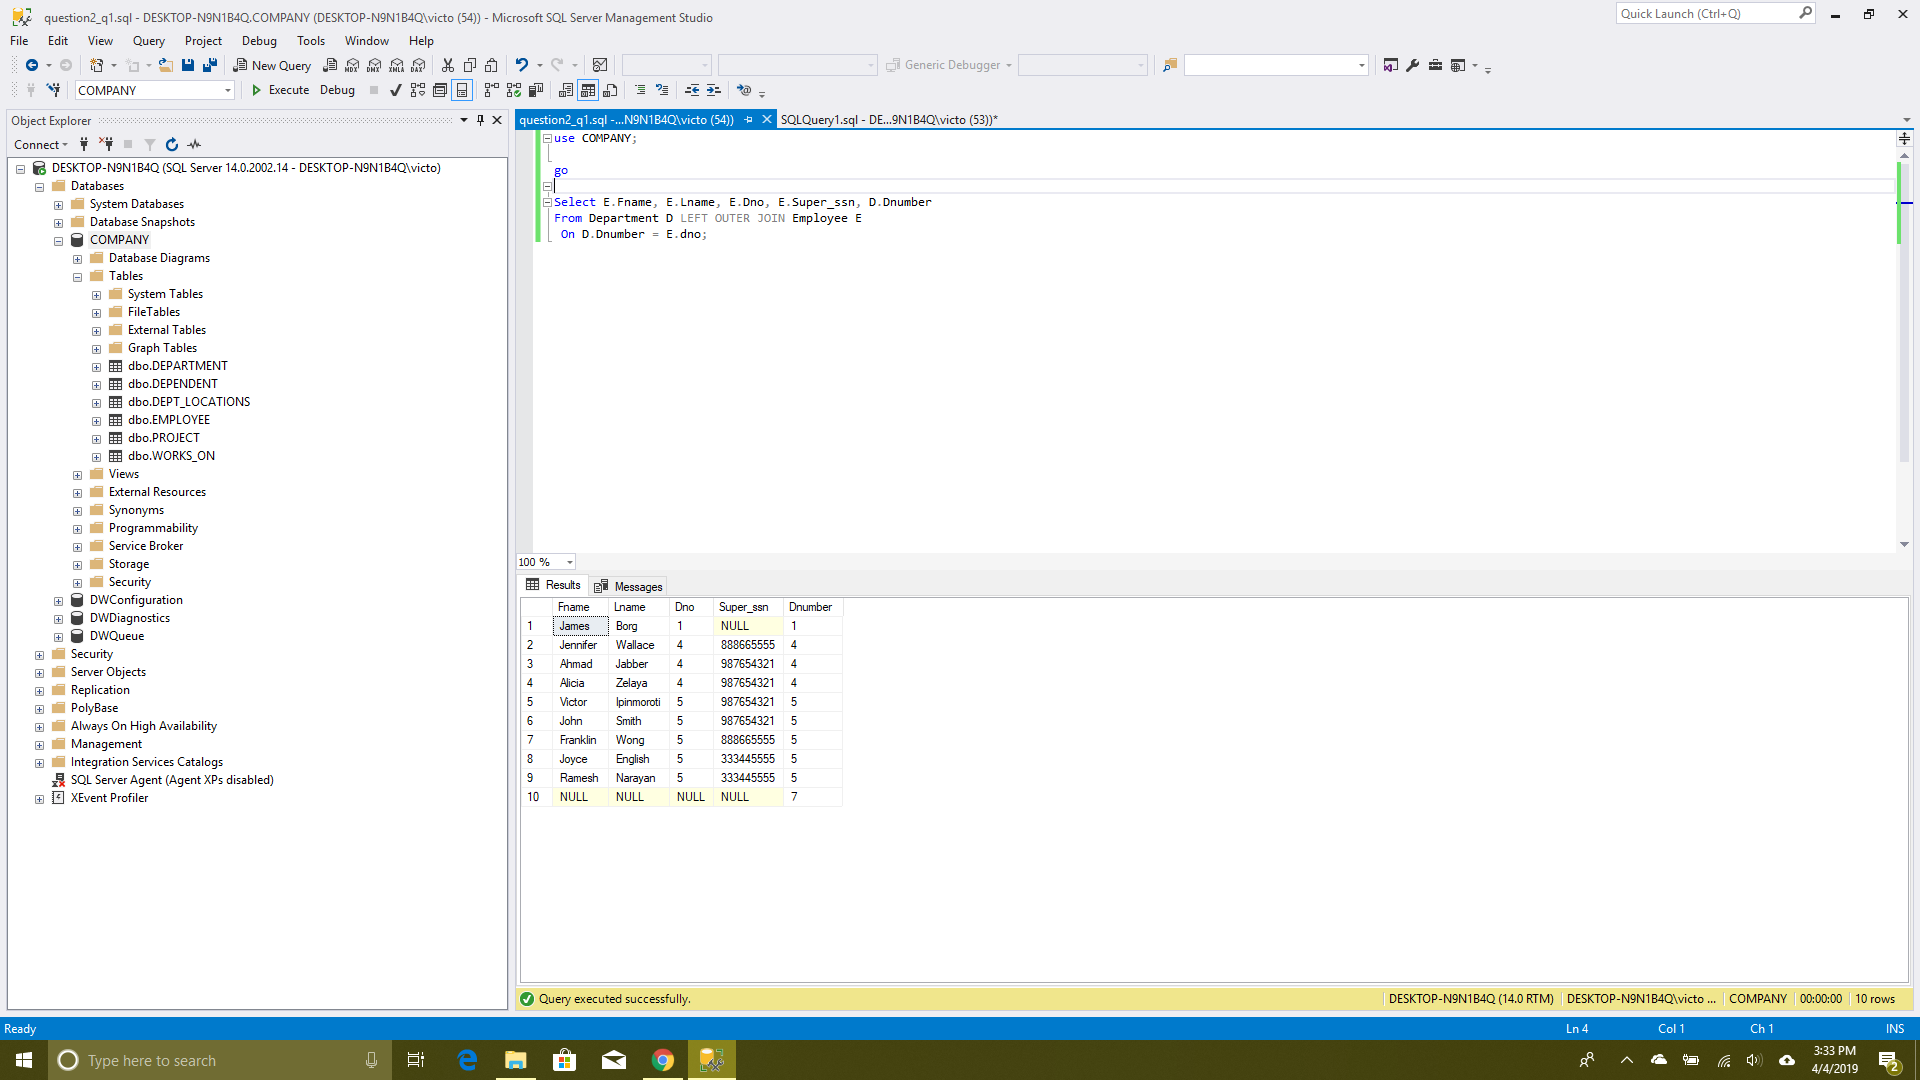 question2_q1.sql - DESKTOP-N9N1B4Q.COMPANY (DESKTOP-N9N1B4Q\victo (54)) - Microsoft SQL Server Management Studio
Quick Launch (Ctrl+Q)
File Edit View Query Project Debug Tools Window Help
New Query
MDX DMX XMLA DAX
Generic Debugger
COMPANY
Execute Debug
Object Explorer
question2_q1.sql -...N9N1B4Q\victo (54))
SQLQuery1.sql - DE...9N1B4Q\victo (53))*
Connect
DESKTOP-N9N1B4Q (SQL Server 14.0.2002.14 - DESKTOP-N9N1B4Q\victo)
Databases
System Databases
Database Snapshots
COMPANY
Database Diagrams
Tables
System Tables
FileTables
External Tables
Graph Tables
dbo.DEPARTMENT
dbo.DEPENDENT
dbo.DEPT_LOCATIONS
dbo.EMPLOYEE
dbo.PROJECT
dbo.WORKS_ON
Views
External Resources
Synonyms
Programmability
Service Broker
Storage
Security
DWConfiguration
DWDiagnostics
DWQueue
Security
Server Objects
Replication
PolyBase
Always On High Availability
Management
Integration Services Catalogs
SQL Server Agent (Agent XPs disabled)
XEvent Profiler
use COMPANY;
go
Select E.Fname, E.Lname, E.Dno, E.Super_ssn, D.Dnumber
From Department D LEFT OUTER JOIN Employee E
On D.Dnumber = E.dno;
100 %
Results Messages
Fname Lname Dno Super_ssn Dnumber
1 James Borg 1 NULL 1
2 Jennifer Wallace 4 888665555 4
3 Ahmad Jabber 4 987654321 4
4 Alicia Zelaya 4 987654321 4
5 Victor Ipinmoroti 5 987654321 5
6 John Smith 5 987654321 5
7 Franklin Wong 5 888665555 5
8 Joyce English 5 333445555 5
9 Ramesh Narayan 5 333445555 5
10 NULL NULL NULL NULL 7
Query executed successfully.
DESKTOP-N9N1B4Q (14.0 RTM) DESKTOP-N9N1B4Q\victo ... COMPANY 00:00:00 10 rows
Ready
Ln 4 Col 1 Ch 1 INS
Type here to search
3:33 PM
4/4/2019
2